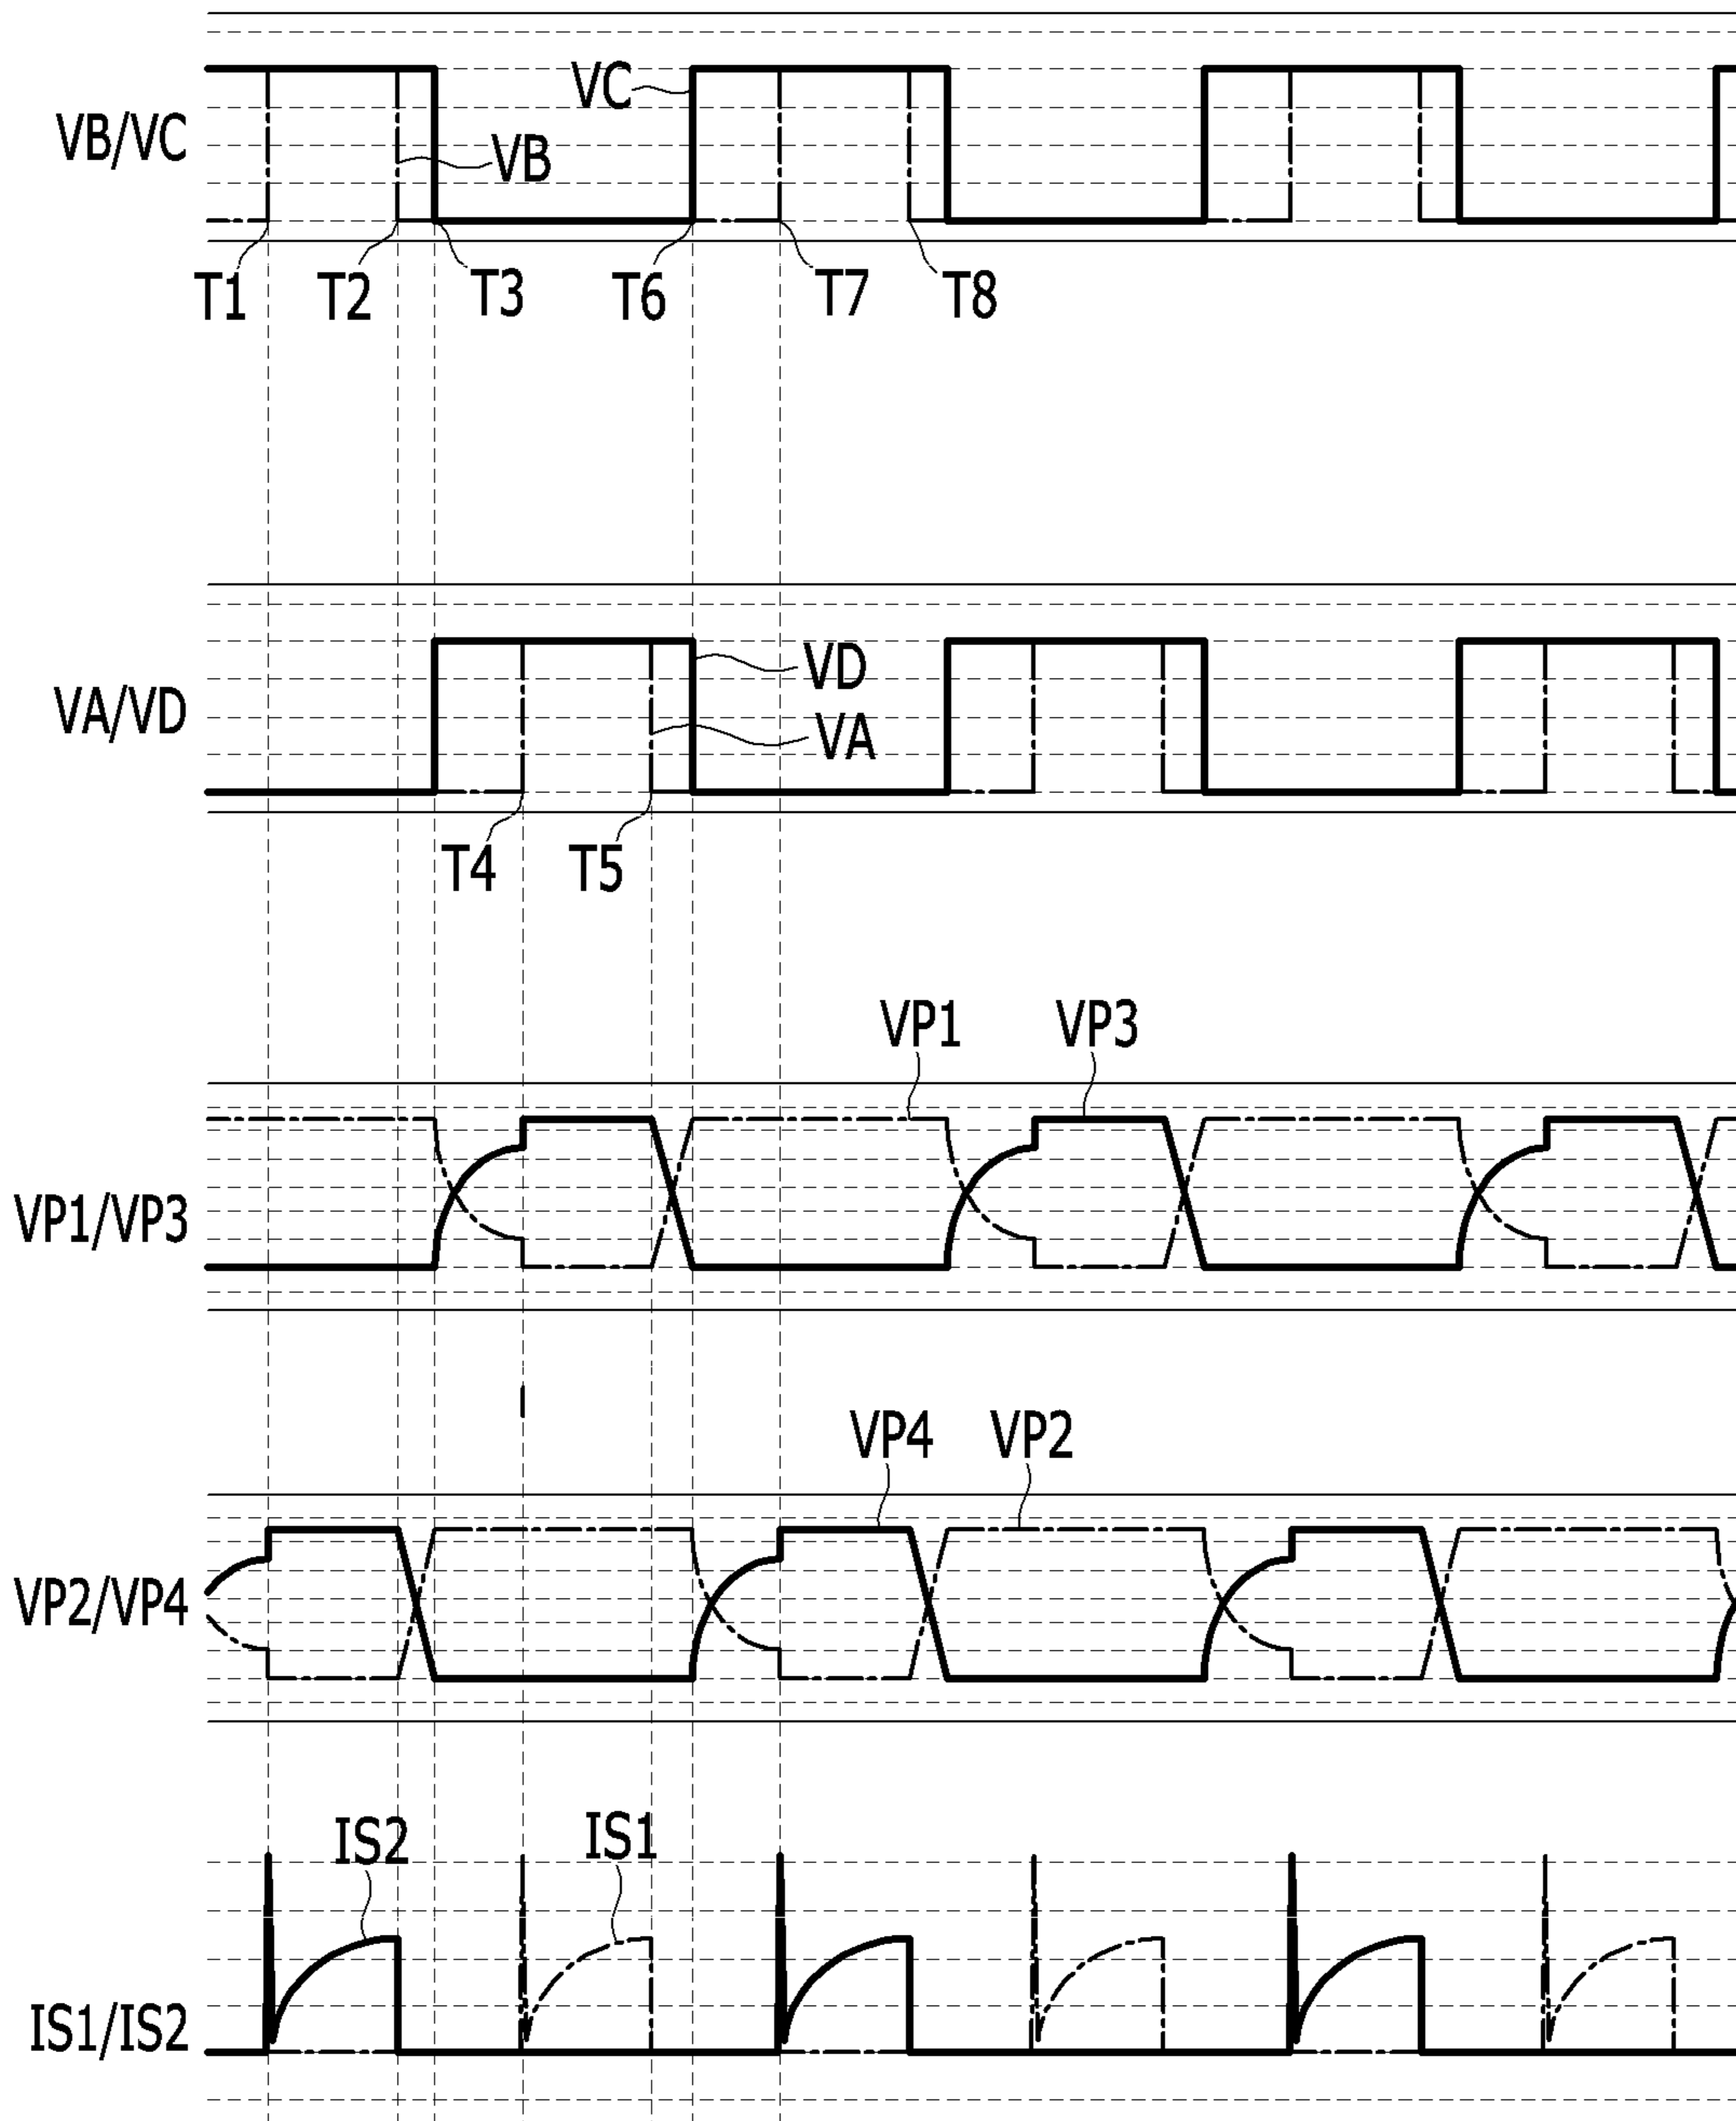 VC
VB/VC
VB
T1 T2 T3 T6 T7 T8
VD
VA/VD
VA
T4 T5
VP1 VP3
VP1/VP3
VP4 VP2
VP2/VP4
IS2 IS1
IS1/IS2